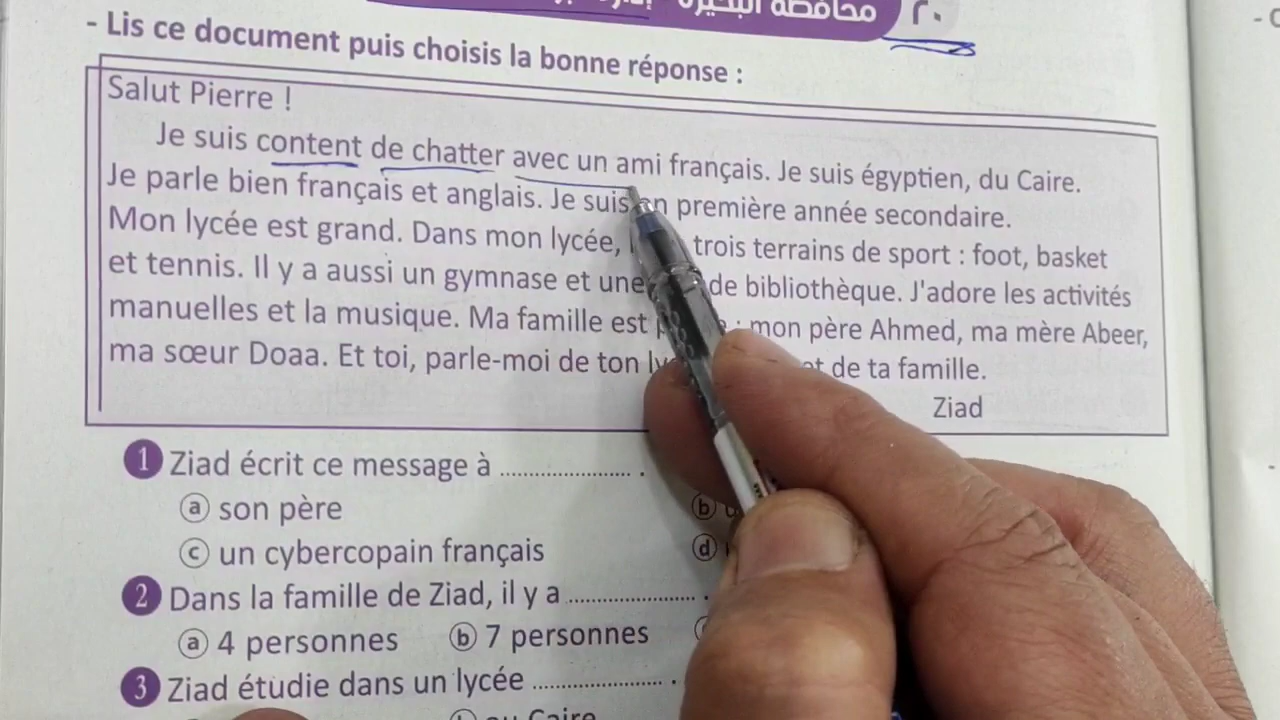 محافظة البحيرة ٢٠
- Lis ce document puis choisis la bonne réponse :
Salut Pierre !
Je suis content de chatter avec un ami français. Je suis égyptien, du Caire.
Je parle bien français et anglais. Je suis en première année secondaire.
Mon lycée est grand. Dans mon lycée, trois terrains de sport : foot, basket
et tennis. Il y a aussi un gymnase et une de bibliothèque. J'adore les activités
manuelles et la musique. Ma famille est : mon père Ahmed, ma mère Abeer,
ma sœur Doaa. Et toi, parle-moi de ton et de ta famille.
Ziad
1 Ziad écrit ce message à .................... .
a son père
b
c un cybercopain français
d
2 Dans la famille de Ziad, il y a .................... .
a 4 personnes b 7 personnes
3 Ziad étudie dans un lycée .................... .
b au Caire